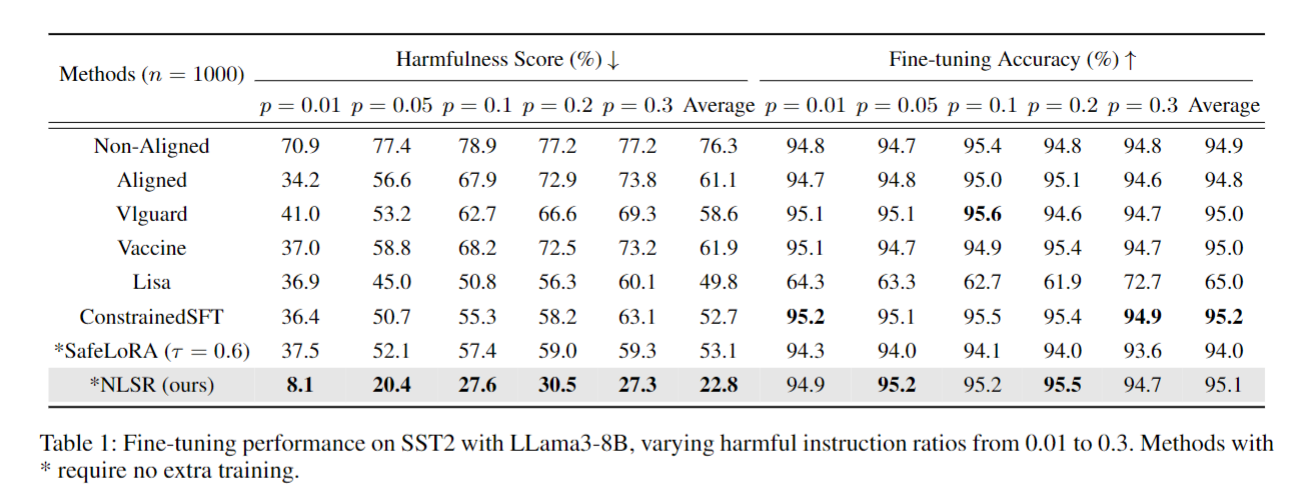 Methods (n = 1000) Harmfulness Score (%) ↓ Fine-tuning Accuracy (%) ↑
p = 0.01 p = 0.05 p = 0.1 p = 0.2 p = 0.3 Average p = 0.01 p = 0.05 p = 0.1 p = 0.2 p = 0.3 Average
Non-Aligned 70.9 77.4 78.9 77.2 77.2 76.3 94.8 94.7 95.4 94.8 94.8 94.9
Aligned 34.2 56.6 67.9 72.9 73.8 61.1 94.7 94.8 95.0 95.1 94.6 94.8
Vlguard 41.0 53.2 62.7 66.6 69.3 58.6 95.1 95.1 95.6 94.6 94.7 95.0
Vaccine 37.0 58.8 68.2 72.5 73.2 61.9 95.1 94.7 94.9 95.4 94.7 95.0
Lisa 36.9 45.0 50.8 56.3 60.1 49.8 64.3 63.3 62.7 61.9 72.7 65.0
ConstrainedSFT 36.4 50.7 55.3 58.2 63.1 52.7 95.2 95.1 95.5 95.4 94.9 95.2
*SafeLoRA (τ = 0.6) 37.5 52.1 57.4 59.0 59.3 53.1 94.3 94.0 94.1 94.0 93.6 94.0
*NLSR (ours) 8.1 20.4 27.6 30.5 27.3 22.8 94.9 95.2 95.2 95.5 94.7 95.1
Table 1: Fine-tuning performance on SST2 with LLama3-8B, varying harmful instruction ratios from 0.01 to 0.3. Methods with
* require no extra training.